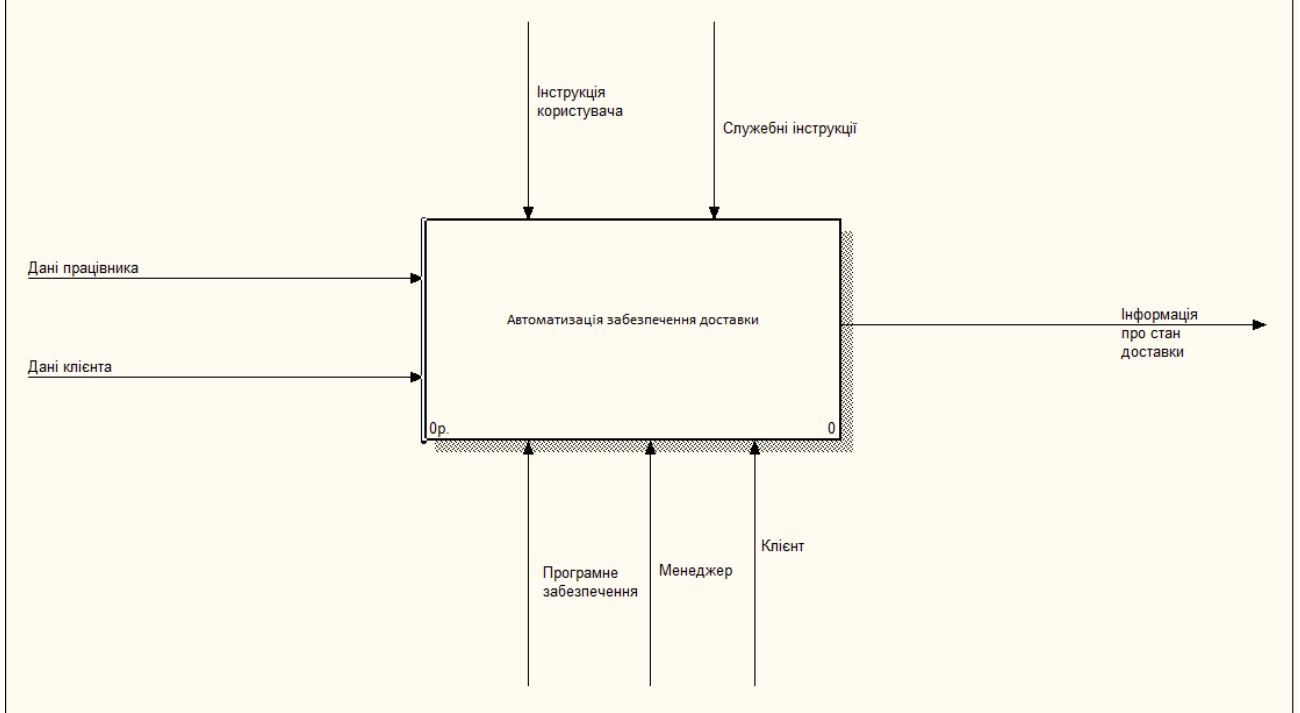 Інструкція
користувача
Служебні інструкції
Дані працівника
Автоматизація забезпечення доставки
Інформація
про стан
доставки
Дані клієнта
0р.
0
Клієнт
Програмне
забезпечення
Менеджер